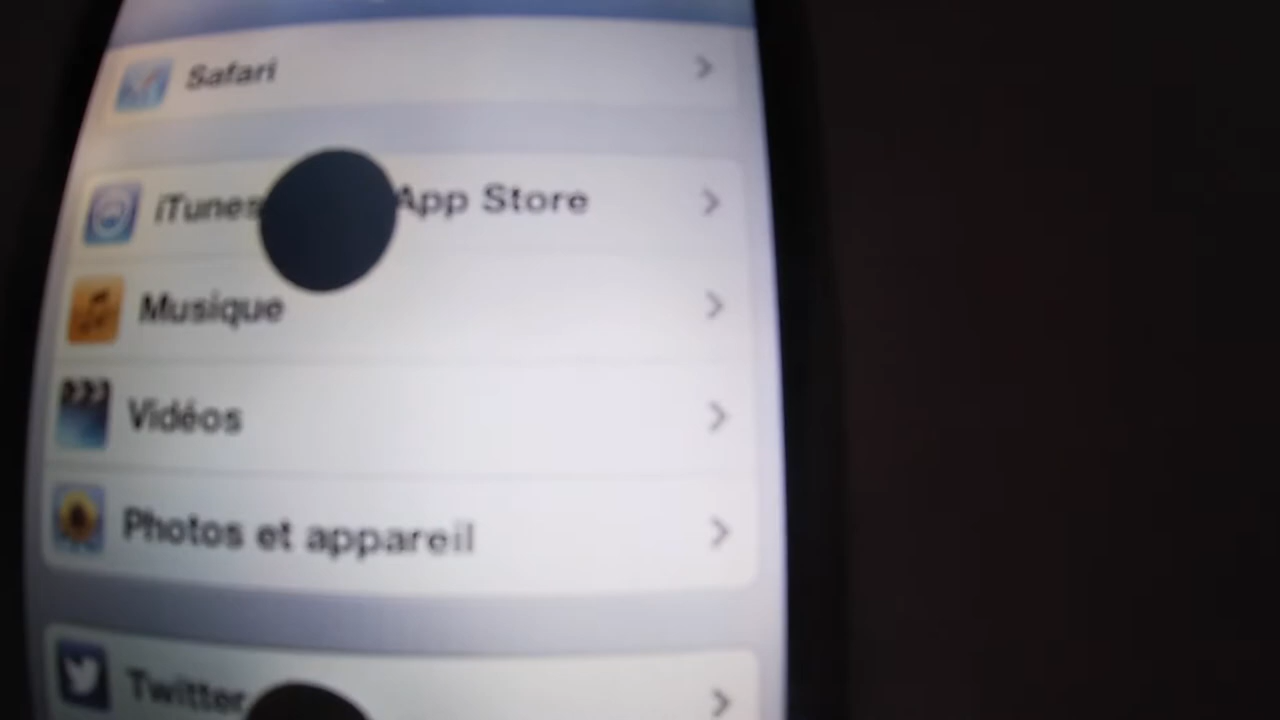 Safari
iTunes App Store
Musique
Vidéos
Photos et appareil
Twitter